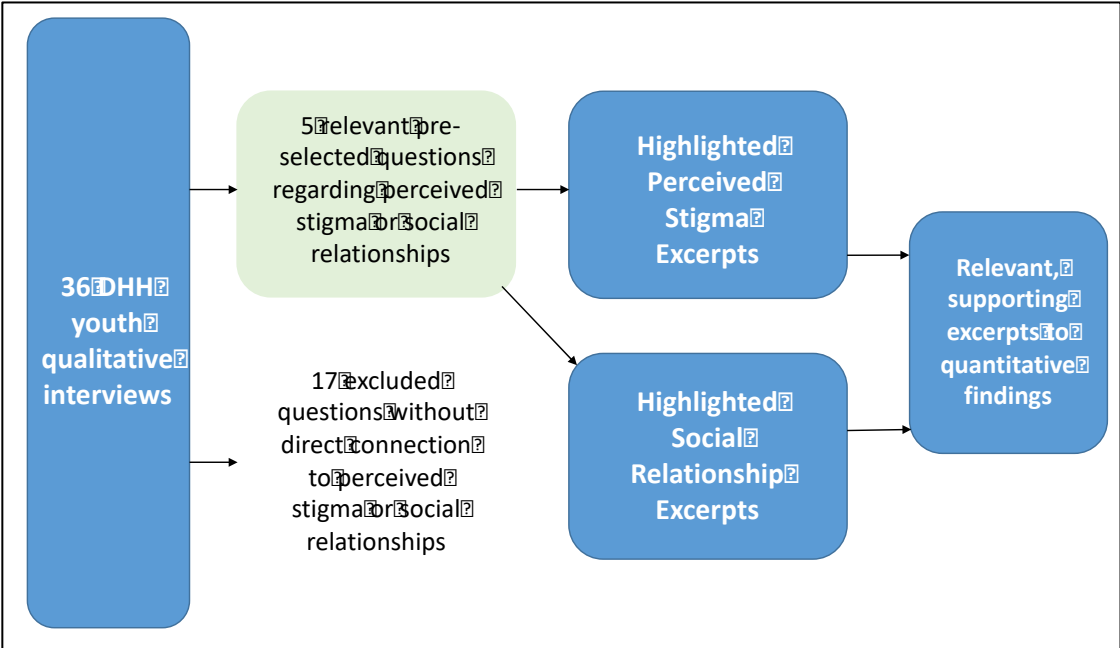 36 DHH
youth
qualitative
interviews
5 relevant pre-
selected questions
regarding perceived
stigma or social
relationships
17 excluded
questions without
direct connection
to perceived
stigma or social
relationships
Highlighted
Perceived
Stigma
Excerpts
Highlighted
Social
Relationship
Excerpts
Relevant,
supporting
excerpts to
quantitative
findings